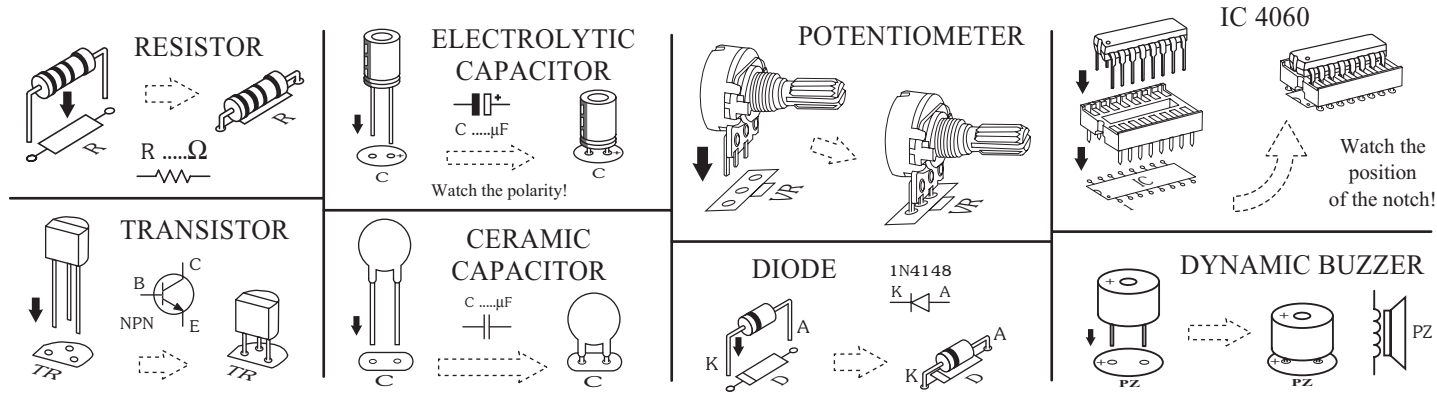 RESISTOR
R
R
R .....Ω
ELECTROLYTIC
CAPACITOR
+
C .....µF
+
C
+
C
Watch the polarity!
POTENTIOMETER
VR
VR
IC 4060
IC
1
Watch the
position
of the notch!
TRANSISTOR
C
B
E
NPN
TR
TR
CERAMIC
CAPACITOR
C .....µF
C
C
DIODE
1N4148
K
A
A
K
D
A
K
D
DYNAMIC BUZZER
+
+
PZ
+
+
PZ
PZ